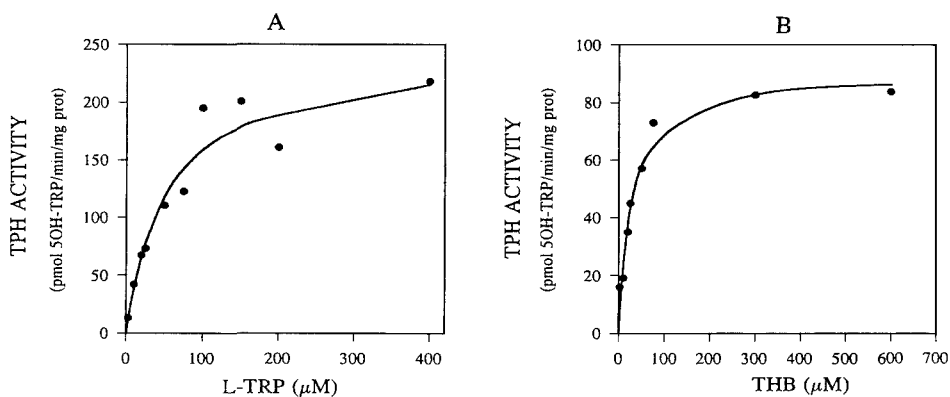 A
TPH ACTIVITY
(pmol 5OH-TRP/min/mg prot)
250
200
150
100
50
0
0 100 200 300 400
L-TRP (μM)
B
TPH ACTIVITY
(pmol 5OH-TRP/min/mg prot)
100
80
60
40
20
0
0 100 200 300 400 500 600 700
THB (μM)